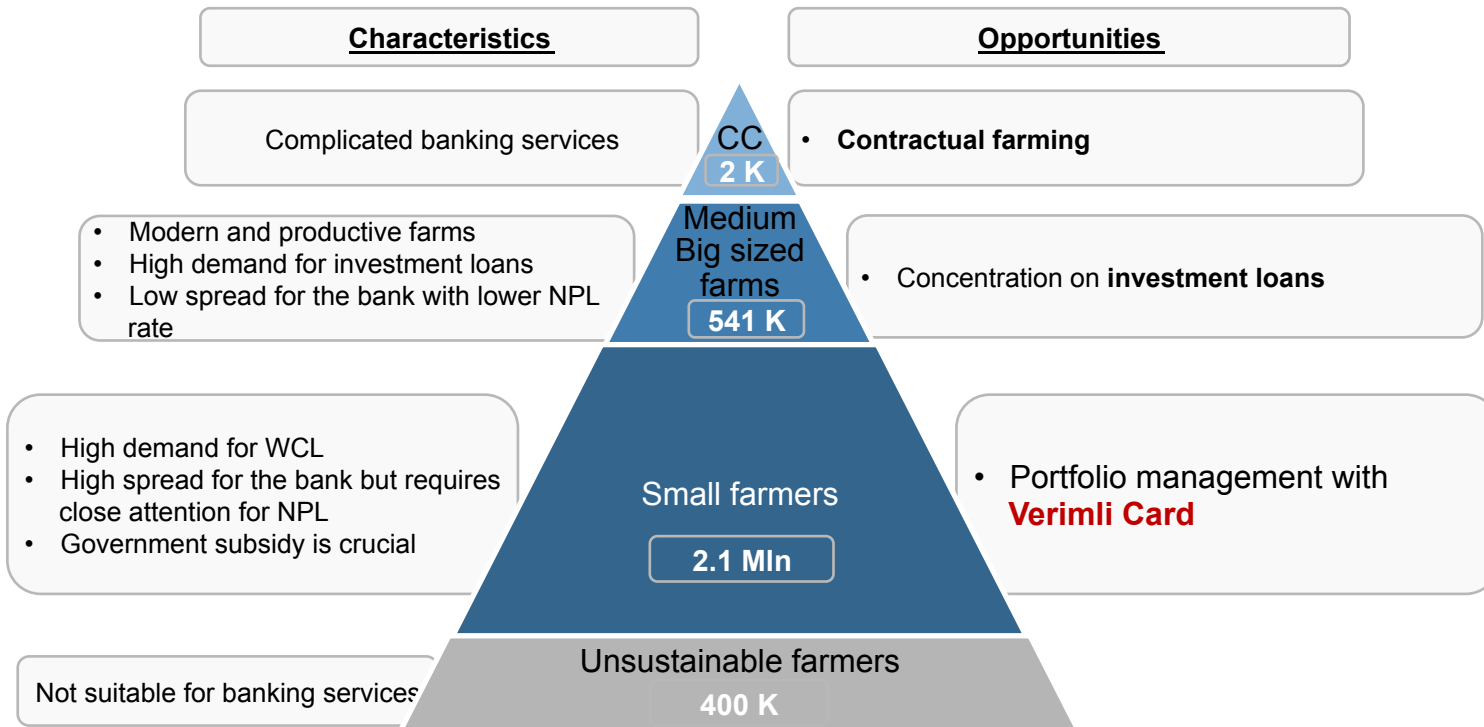 Characteristics
Opportunities
Complicated banking services
CC
2 K
• Contractual farming
• Modern and productive farms
• High demand for investment loans
• Low spread for the bank with lower NPL
rate
Medium
Big sized
farms
541 K
• Concentration on investment loans
• High demand for WCL
• High spread for the bank but requires
close attention for NPL
• Government subsidy is crucial
Small farmers
2.1 Mln
• Portfolio management with
Verimli Card
Not suitable for banking services
Unsustainable farmers
400 K